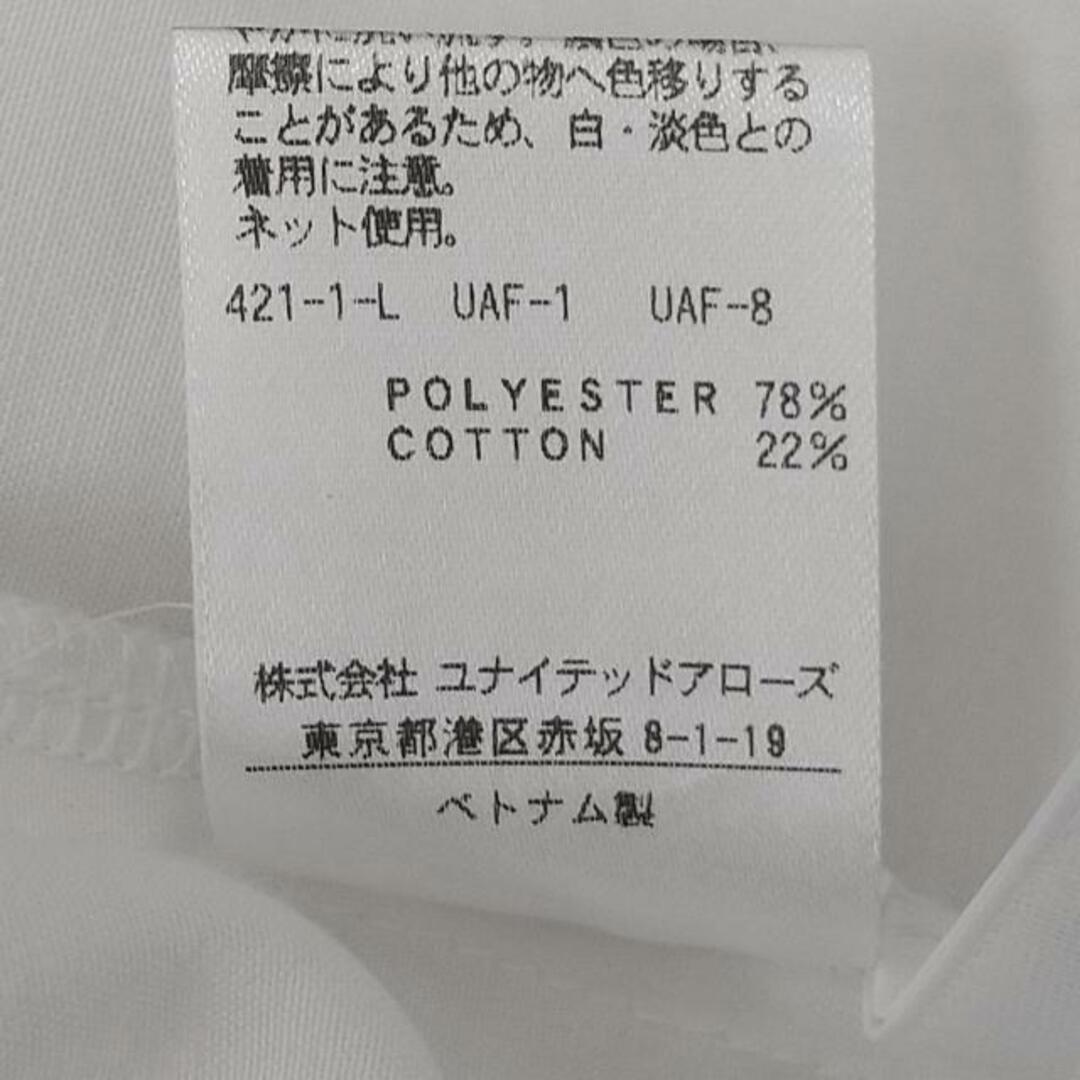 摩擦により他の物へ色移りする
ことがあるため、白・淡色との
着用に注意。
ネット使用。
421-1-L UAF-1 UAF-8
POLYESTER 78%
COTTON 22%
株式会社 ユナイテッドアローズ
東京都港区赤坂 8-1-19
ベトナム製